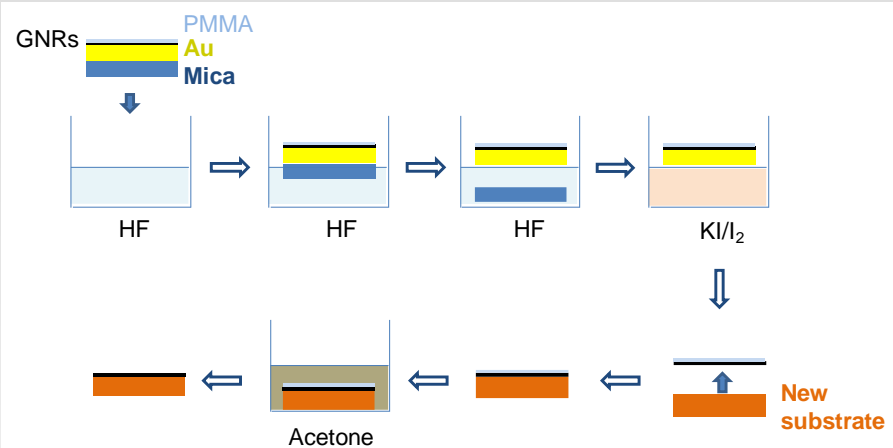 PMMA
GNRs
Au
Mica
HF
HF
HF
KI/I₂
New
substrate
Acetone